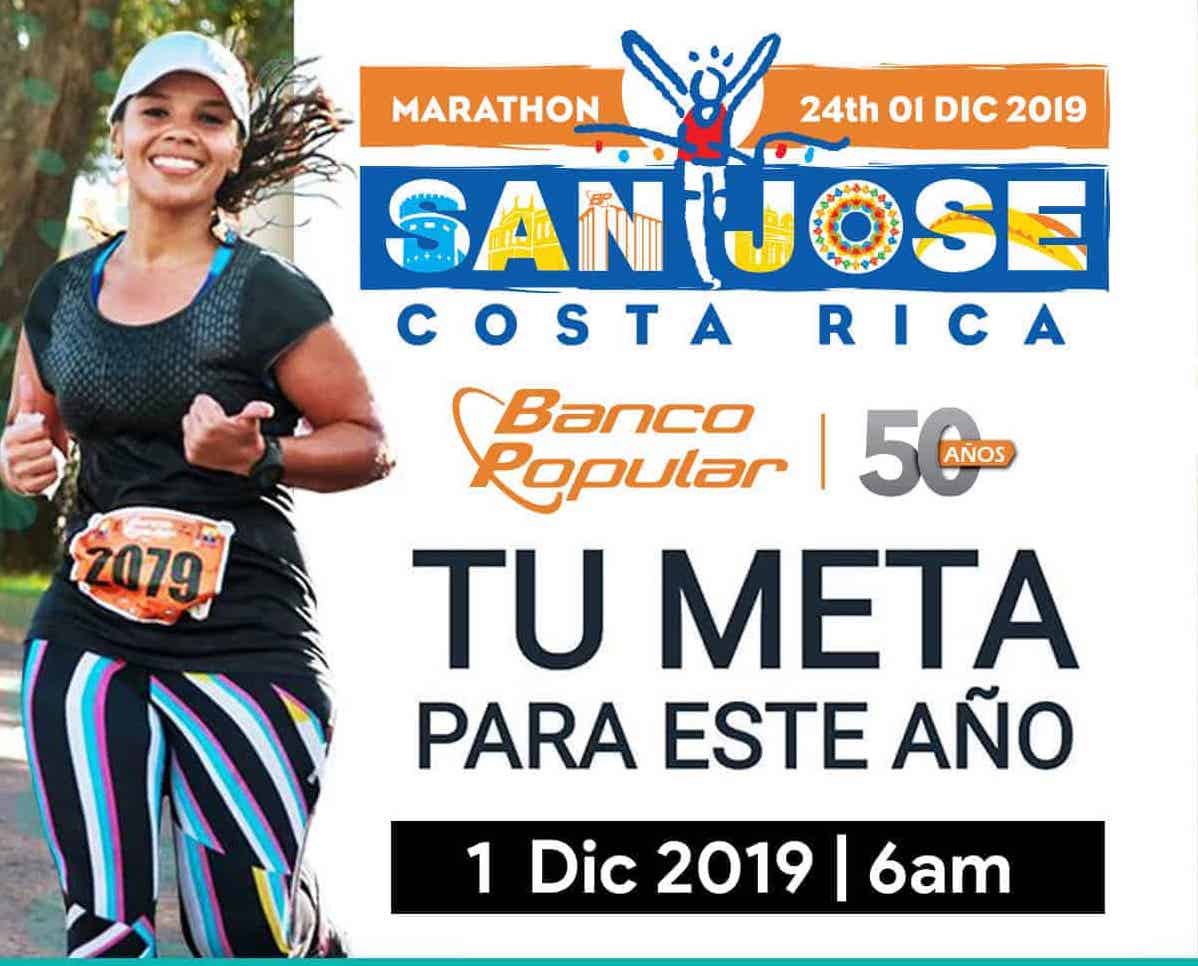 MARATHON
24th 01 DIC 2019
SAN JOSE
COSTA RICA
Banco
Popular
50 AÑOS
2079
TU META
PARA ESTE AÑO
1 Dic 2019 | 6am